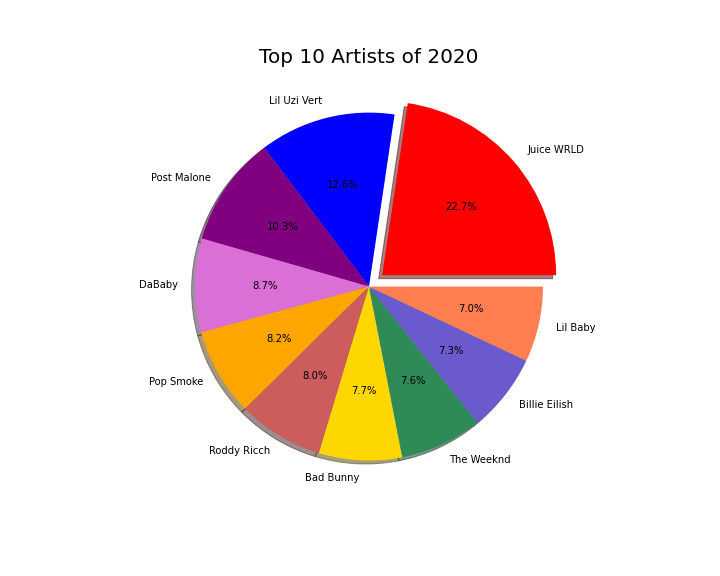 Top 10 Artists of 2020
Juice WRLD
22.7%
Lil Uzi Vert
12.6%
Post Malone
10.3%
DaBaby
8.7%
Pop Smoke
8.2%
Roddy Ricch
8.0%
Bad Bunny
7.7%
The Weeknd
7.6%
Billie Eilish
7.3%
Lil Baby
7.0%